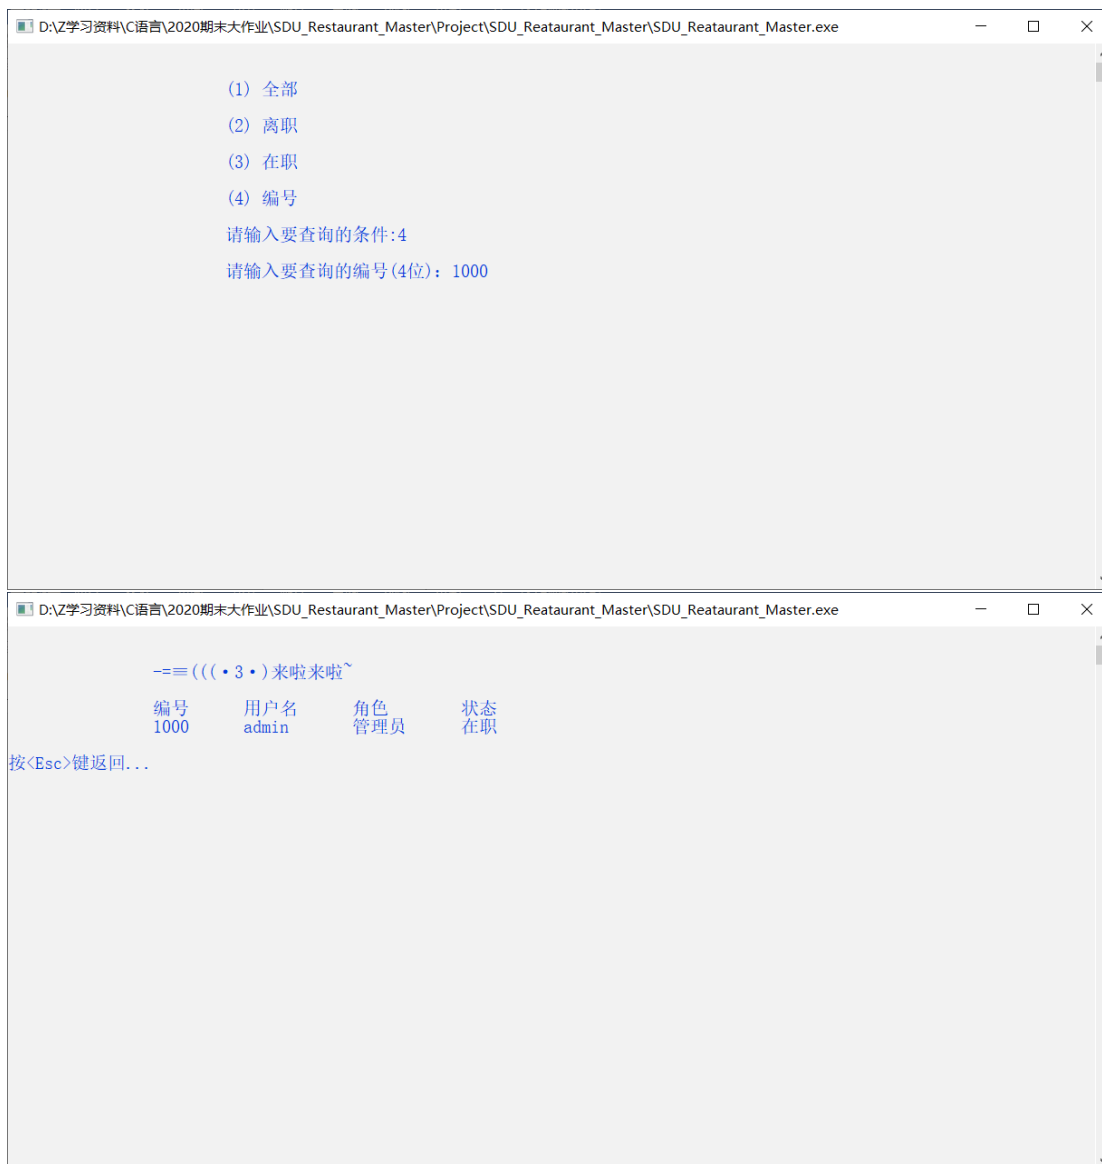 D:\Z学习资料\C语言\2020期末大作业\SDU_Restaurant_Master\Project\SDU_Reataurant_Master\SDU_Reataurant_Master.exe
(1) 全部
(2) 离职
(3) 在职
(4) 编号
请输入要查询的条件:4
请输入要查询的编号(4位): 1000
D:\Z学习资料\C语言\2020期末大作业\SDU_Restaurant_Master\Project\SDU_Reataurant_Master\SDU_Reataurant_Master.exe
-=≡(((·3·)来啦来啦~
编号 用户名 角色 状态
1000 admin 管理员 在职
按<Esc>键返回...